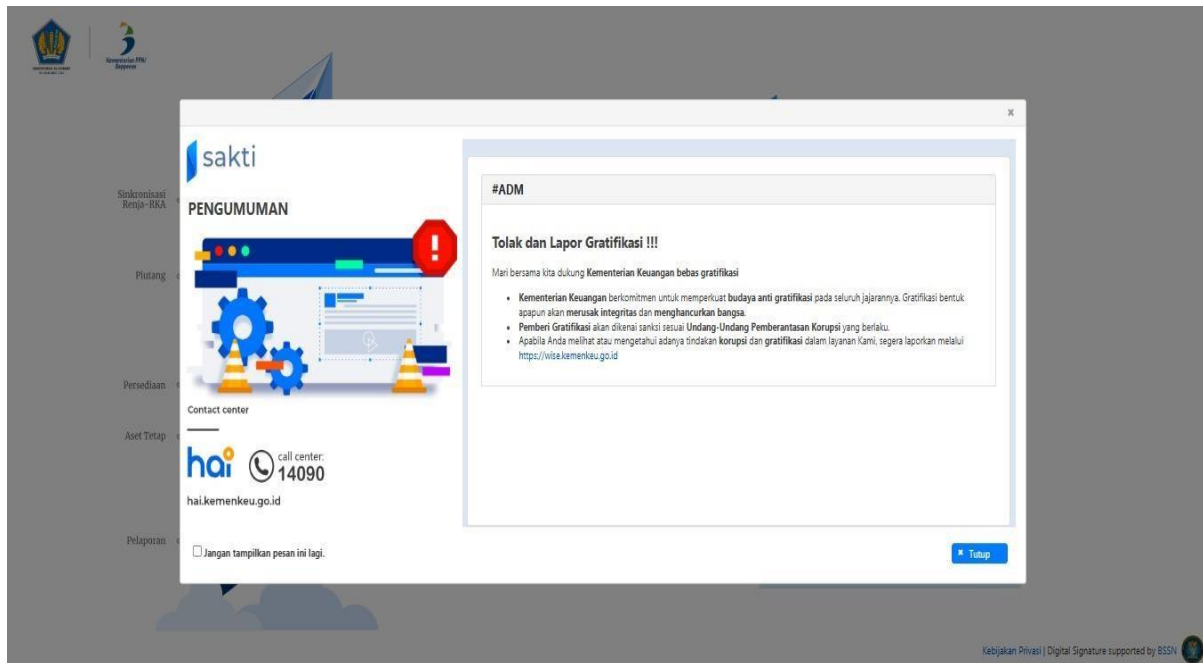 Kementerian PPN/
Bappenas
x
sakti
#ADM
Sinkronisasi
Renja-RKA
PENGUMUMAN
Tolak dan Lapor Gratifikasi !!!
Mari bersama kita dukung Kementerian Keuangan bebas gratifikasi
Piutang
• Kementerian Keuangan berkomitmen untuk memperkuat budaya anti gratifikasi pada seluruh jajarannya. Gratifikasi bentuk
apapun akan merusak integritas dan menghancurkan bangsa.
• Pemberi Gratifikasi akan dikenai sanksi sesuai Undang-Undang Pemberantasan Korupsi yang berlaku.
• Apabila Anda melihat atau mengetahui adanya tindakan korupsi dan gratifikasi dalam layanan Kami, segera laporkan melalui
https://wise.kemenkeu.go.id
Persediaan
Contact center
Aset Tetap
hai
call center:
14090
hai.kemenkeu.go.id
Pelaporan
Jangan tampilkan pesan ini lagi.
x Tutup
Kebijakan Privasi | Digital Signature supported by BSSN